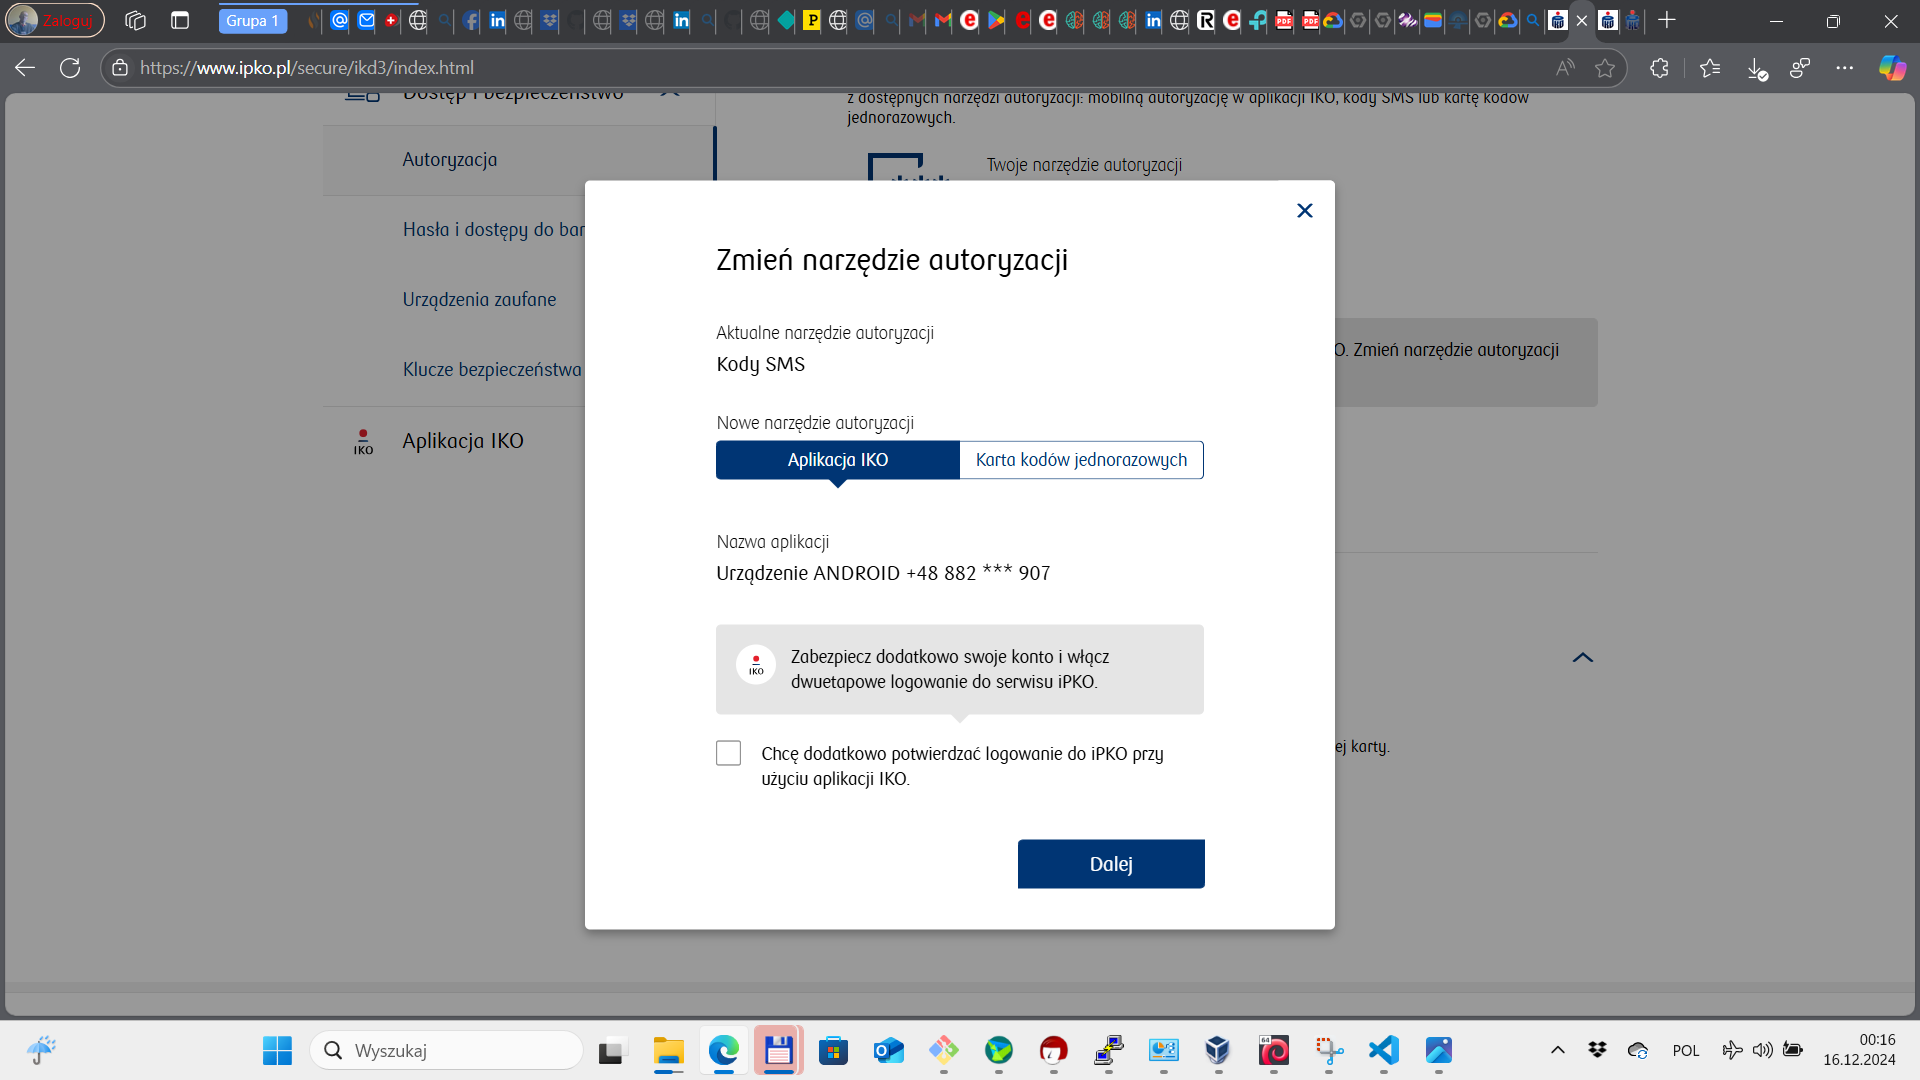 Zaloguj
Grupa 1
https://www.ipko.pl/secure/ikd3/index.html
Dostęp i bezpieczeństwo
z dostępnych narzędzi autoryzacji: mobilną autoryzację w aplikacji IKO, kody SMS lub kartę kodów
jednorazowych.
Autoryzacja
Twoje narzędzie autoryzacji
Hasła i dostępy do ban
Urządzenia zaufane
Klucze bezpieczeństwa
IKO
Aplikacja IKO
O. Zmień narzędzie autoryzacji
ej karty.
Zmień narzędzie autoryzacji
Aktualne narzędzie autoryzacji
Kody SMS
Nowe narzędzie autoryzacji
Aplikacja IKO
Karta kodów jednorazowych
Nazwa aplikacji
Urządzenie ANDROID +48 882 *** 907
IKO
Zabezpiecz dodatkowo swoje konto i włącz
dwuetapowe logowanie do serwisu iPKO.
Chcę dodatkowo potwierdzać logowanie do iPKO przy
użyciu aplikacji IKO.
Dalej
Wyszukaj
64
POL
00:16
16.12.2024